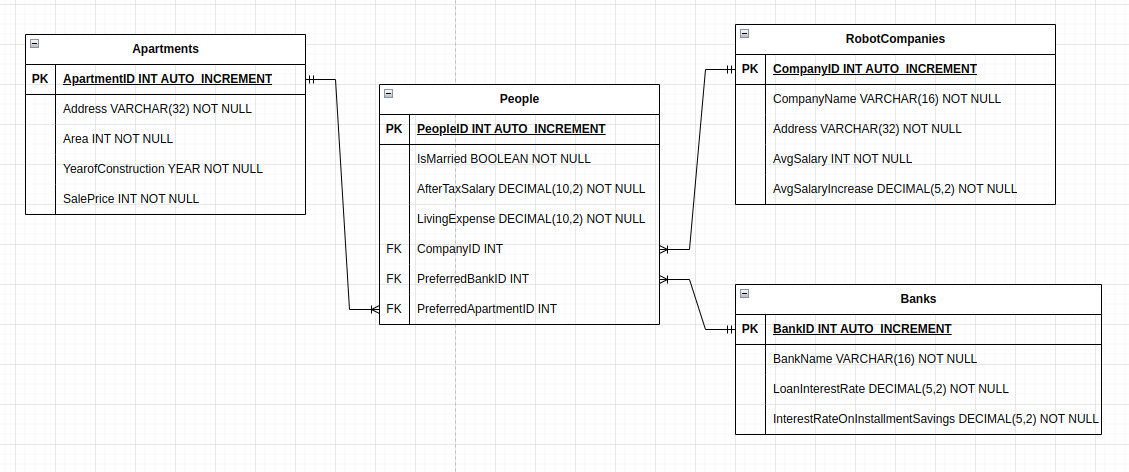 Apartments
PK ApartmentID INT AUTO_INCREMENT
Address VARCHAR(32) NOT NULL
Area INT NOT NULL
YearofConstruction YEAR NOT NULL
SalePrice INT NOT NULL
People
PK PeopleID INT AUTO_INCREMENT
IsMarried BOOLEAN NOT NULL
AfterTaxSalary DECIMAL(10,2) NOT NULL
LivingExpense DECIMAL(10,2) NOT NULL
FK CompanyID INT
FK PreferredBankID INT
FK PreferredApartmentID INT
RobotCompanies
PK CompanyID INT AUTO_INCREMENT
CompanyName VARCHAR(16) NOT NULL
Address VARCHAR(32) NOT NULL
AvgSalary INT NOT NULL
AvgSalaryIncrease DECIMAL(5,2) NOT NULL
Banks
PK BankID INT AUTO_INCREMENT
BankName VARCHAR(16) NOT NULL
LoanInterestRate DECIMAL(5,2) NOT NULL
InterestRateOnInstallmentSavings DECIMAL(5,2) NOT NULL